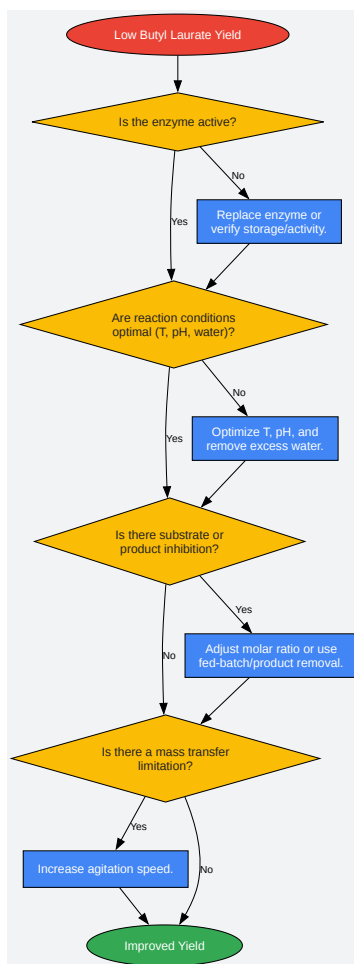 Low Butyl Laurate Yield
Is the enzyme active?
No
Replace enzyme or
verify storage/activity.
Yes
Are reaction conditions
optimal (T, pH, water)?
No
Optimize T, pH, and
remove excess water.
Yes
Is there substrate or
product inhibition?
Yes
Adjust molar ratio or use
fed-batch/product removal.
No
Is there a mass transfer
limitation?
Yes
Increase agitation speed.
No
Improved Yield